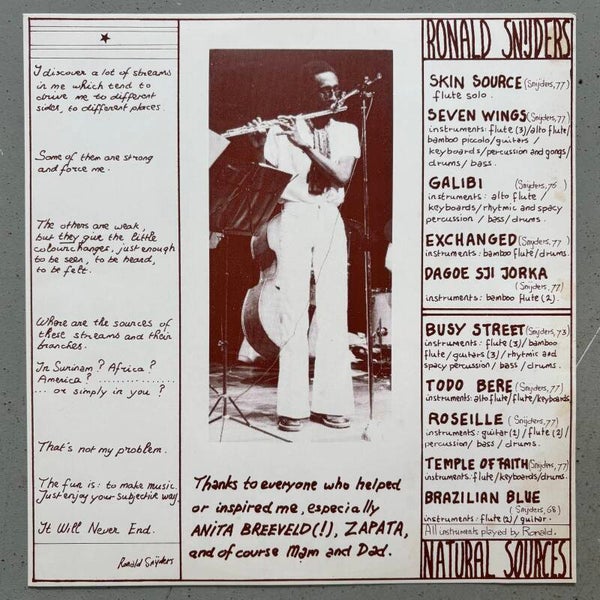 I discover a lot of streams
in me which tend to
drive me to different
sides, to different places.
Some of them are strong
and force me.
The others are weak,
but they give the little
colourchanges, just enough
to be seen, to be heard,
to be felt.
Where are the sources of
these streams and their
branches.
In Surinam? Africa?
America? ..............
... or simply in you?
That's not my problem.
The fun is: to make music.
Just enjoy your subjective way.
It Will Never End.
Ronald Snijders
Thanks to everyone who helped
or inspired me, especially
ANITA BREEVELD(!), ZAPATA,
and of course Mam and Dad.
RONALD SNIJDERS
SKIN SOURCE (Snijders, 77)
flute solo.
SEVEN WINGS (Snijders, 77)
instruments: flute (3)/alto flute/
bamboo piccolo/guitars/
keyboards/percussion and gongs/
drums/bass.
GALIBI (Snijders, 76)
instruments: alto flute/
keyboards/rhytmic and spacy
percussion/bass/drums.
EXCHANGED (Snijders, 77)
instruments: bamboo flute/drums.
DAGOE SJI JORKA
(Snijders, 77)
instruments: bamboo flute (2).
BUSY STREET (Snijders, 73)
instruments: flute (3)/bamboo
flute/guitars (3)/rhytmic and
spacy percussion/bass/drums.
TODO BERE (Snijders, 77)
instruments: alto flute/flute/keyboards
ROSEILLE (Snijders, 77)
instruments: guitar (2)/flute (2)/
percussion/bass/drums.
TEMPLE OF FAITH (Snijders, 77)
instruments: flute/keyboards/drums.
BRAZILIAN BLUE
(Snijders, 68)
instruments: flute (2)/guitar.
All instruments played by Ronald.
NATURAL SOURCES